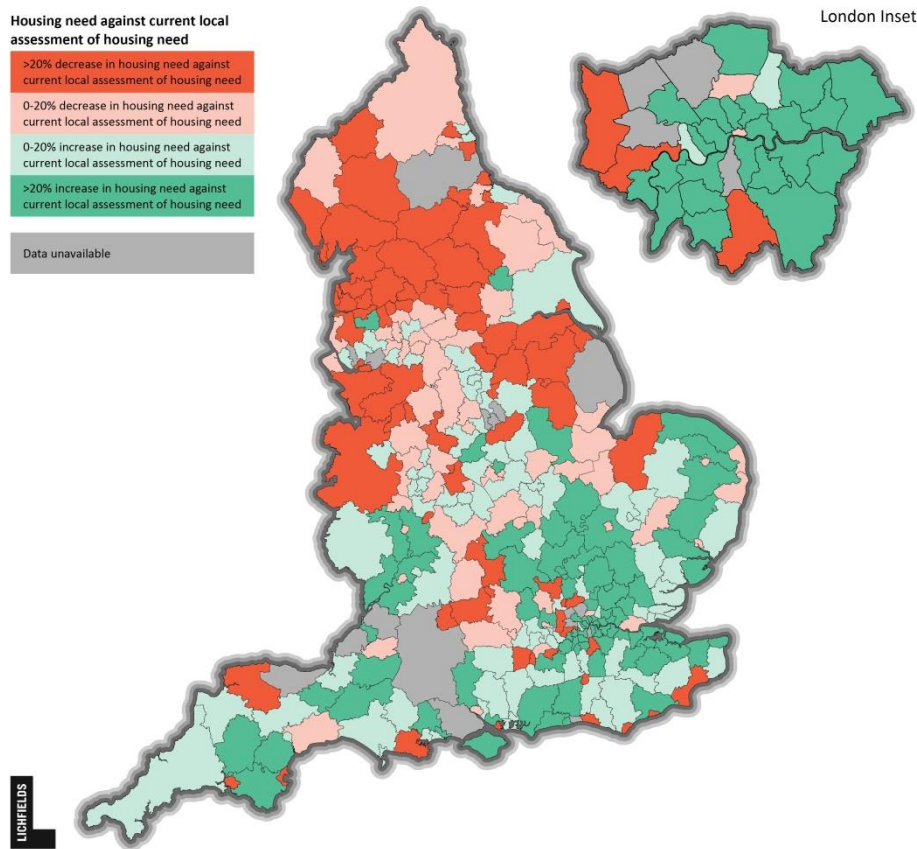 Housing need against current local
assessment of housing need
>20% decrease in housing need against
current local assessment of housing need
0-20% decrease in housing need against
current local assessment of housing need
0-20% increase in housing need against
current local assessment of housing need
>20% increase in housing need against
current local assessment of housing need
Data unavailable
London Inset
LICHFIELDS